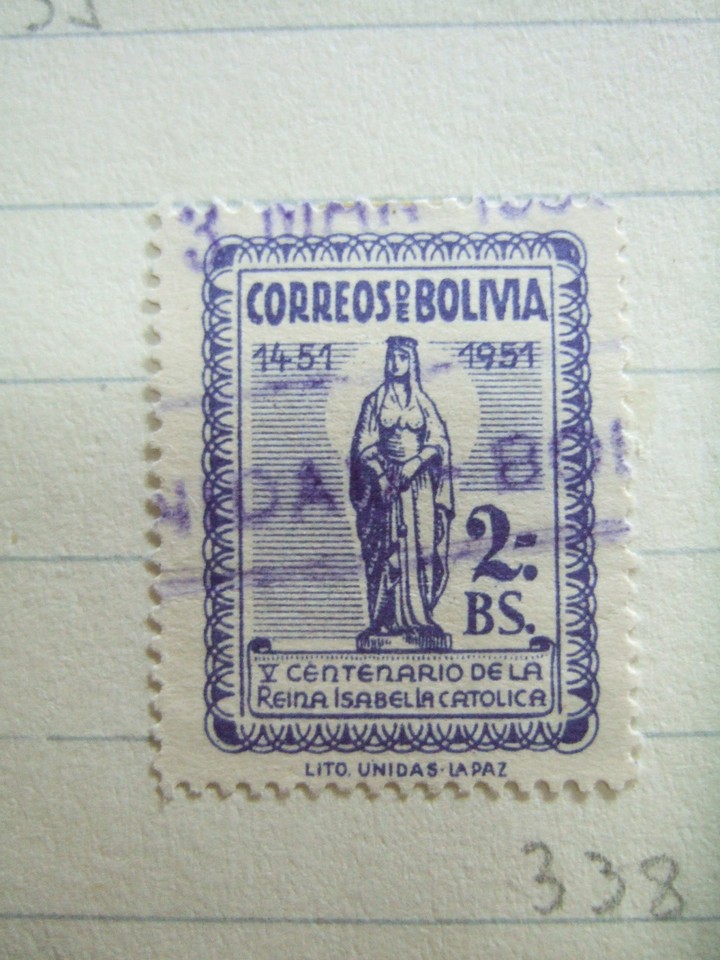 CORREOS DE BOLIVIA
1451 1951
2.-
BS.
V CENTENARIO DE LA
REINA ISABEL LA CATOLICA
LITO. UNIDAS·LA PAZ
338